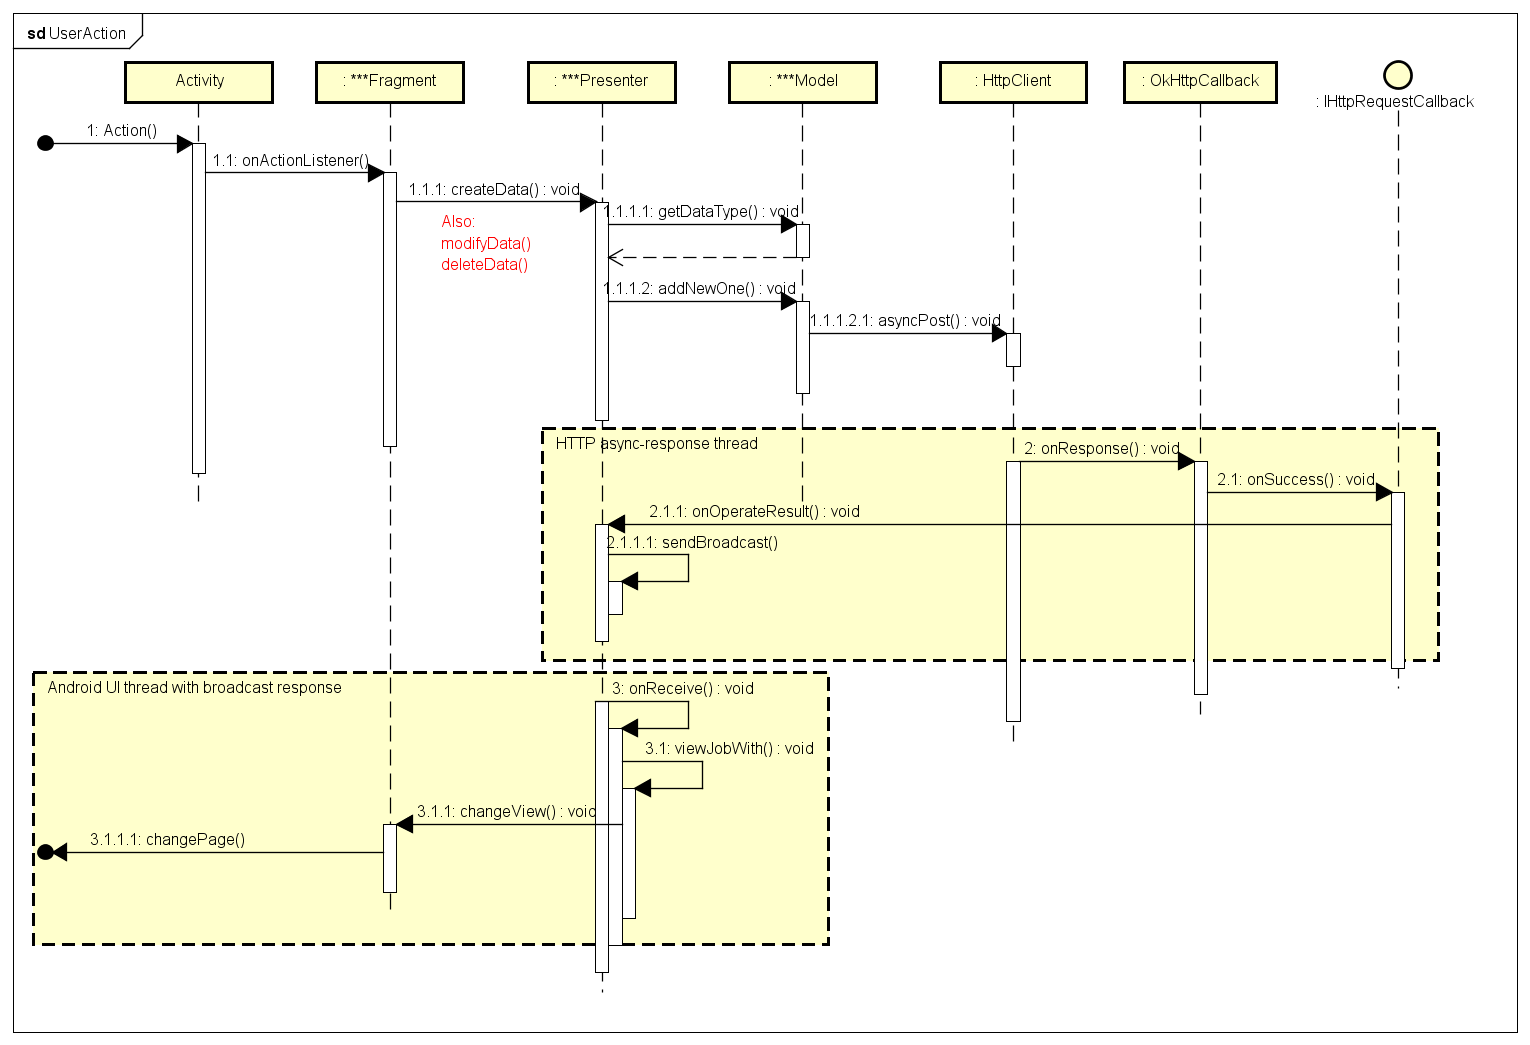 sd UserAction
Activity
: ***Fragment
: ***Presenter
: ***Model
: HttpClient
: OkHttpCallback
: IHttpRequestCallback
1: Action()
1.1: onActionListener()
1.1.1: createData() : void
Also:
modifyData()
deleteData()
1.1.1.1: getDataType() : void
1.1.1.2: addNewOne() : void
1.1.1.2.1: asyncPost() : void
HTTP async-response thread
2: onResponse() : void
2.1: onSuccess() : void
2.1.1: onOperateResult() : void
2.1.1.1: sendBroadcast()
Android UI thread with broadcast response
3: onReceive() : void
3.1: viewJobWith() : void
3.1.1: changeView() : void
3.1.1.1: changePage()